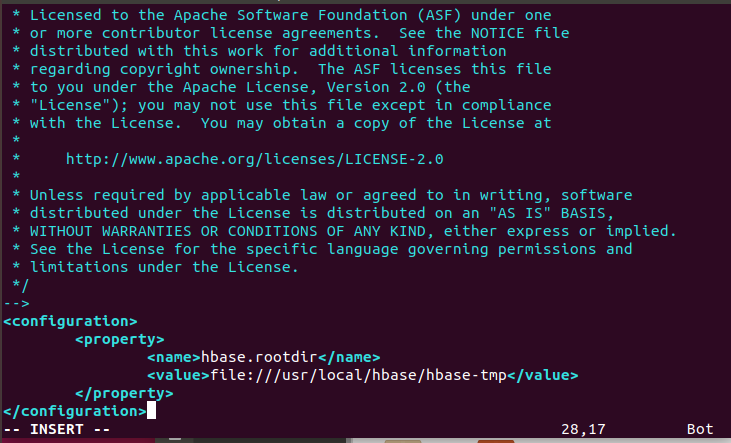 * Licensed to the Apache Software Foundation (ASF) under one
 * or more contributor license agreements.  See the NOTICE file
 * distributed with this work for additional information
 * regarding copyright ownership.  The ASF licenses this file
 * to you under the Apache License, Version 2.0 (the
 * "License"); you may not use this file except in compliance
 * with the License.  You may obtain a copy of the License at
 *
 *     http://www.apache.org/licenses/LICENSE-2.0
 *
 * Unless required by applicable law or agreed to in writing, software
 * distributed under the License is distributed on an "AS IS" BASIS,
 * WITHOUT WARRANTIES OR CONDITIONS OF ANY KIND, either express or implied.
 * See the License for the specific language governing permissions and
 * limitations under the License.
 */
-->
<configuration>
        <property>
                <name>hbase.rootdir</name>
                <value>file:///usr/local/hbase/hbase-tmp</value>
        </property>
</configuration>
-- INSERT -- 28,17 Bot